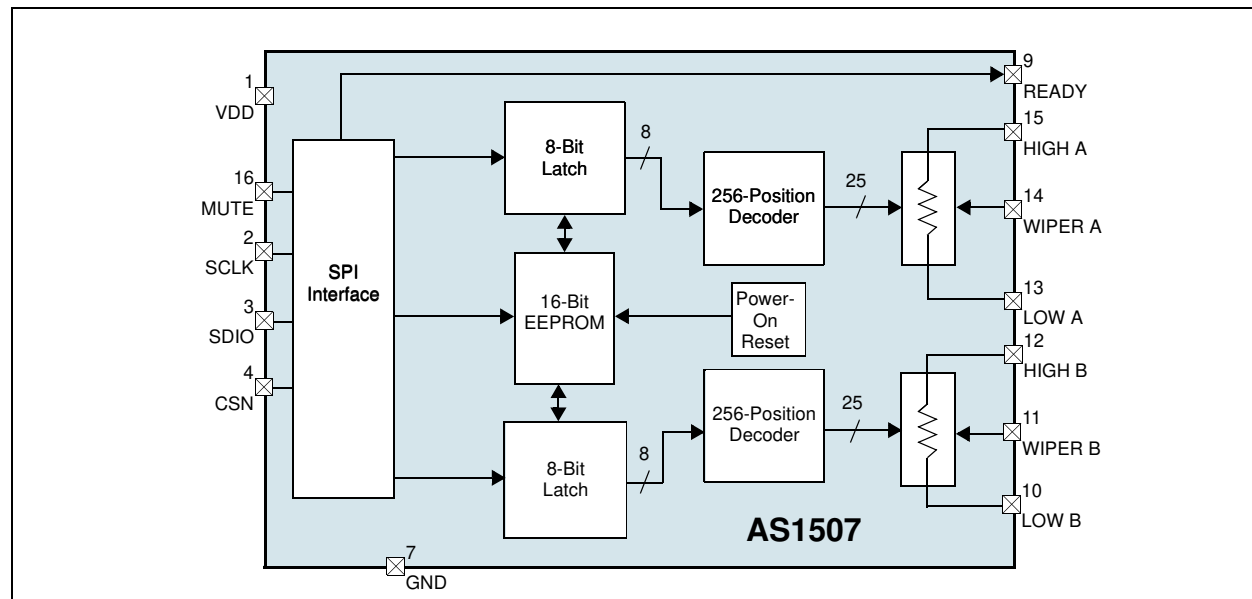 1
VDD
16
MUTE
2
SCLK
3
SDIO
4
CSN
7
GND
SPI
Interface
8-Bit
Latch
8
16-Bit
EEPROM
8-Bit
Latch
8
256-Position
Decoder
25
Power-
On
Reset
256-Position
Decoder
25
9
READY
15
HIGH A
14
WIPER A
13
LOW A
12
HIGH B
11
WIPER B
10
LOW B
AS1507